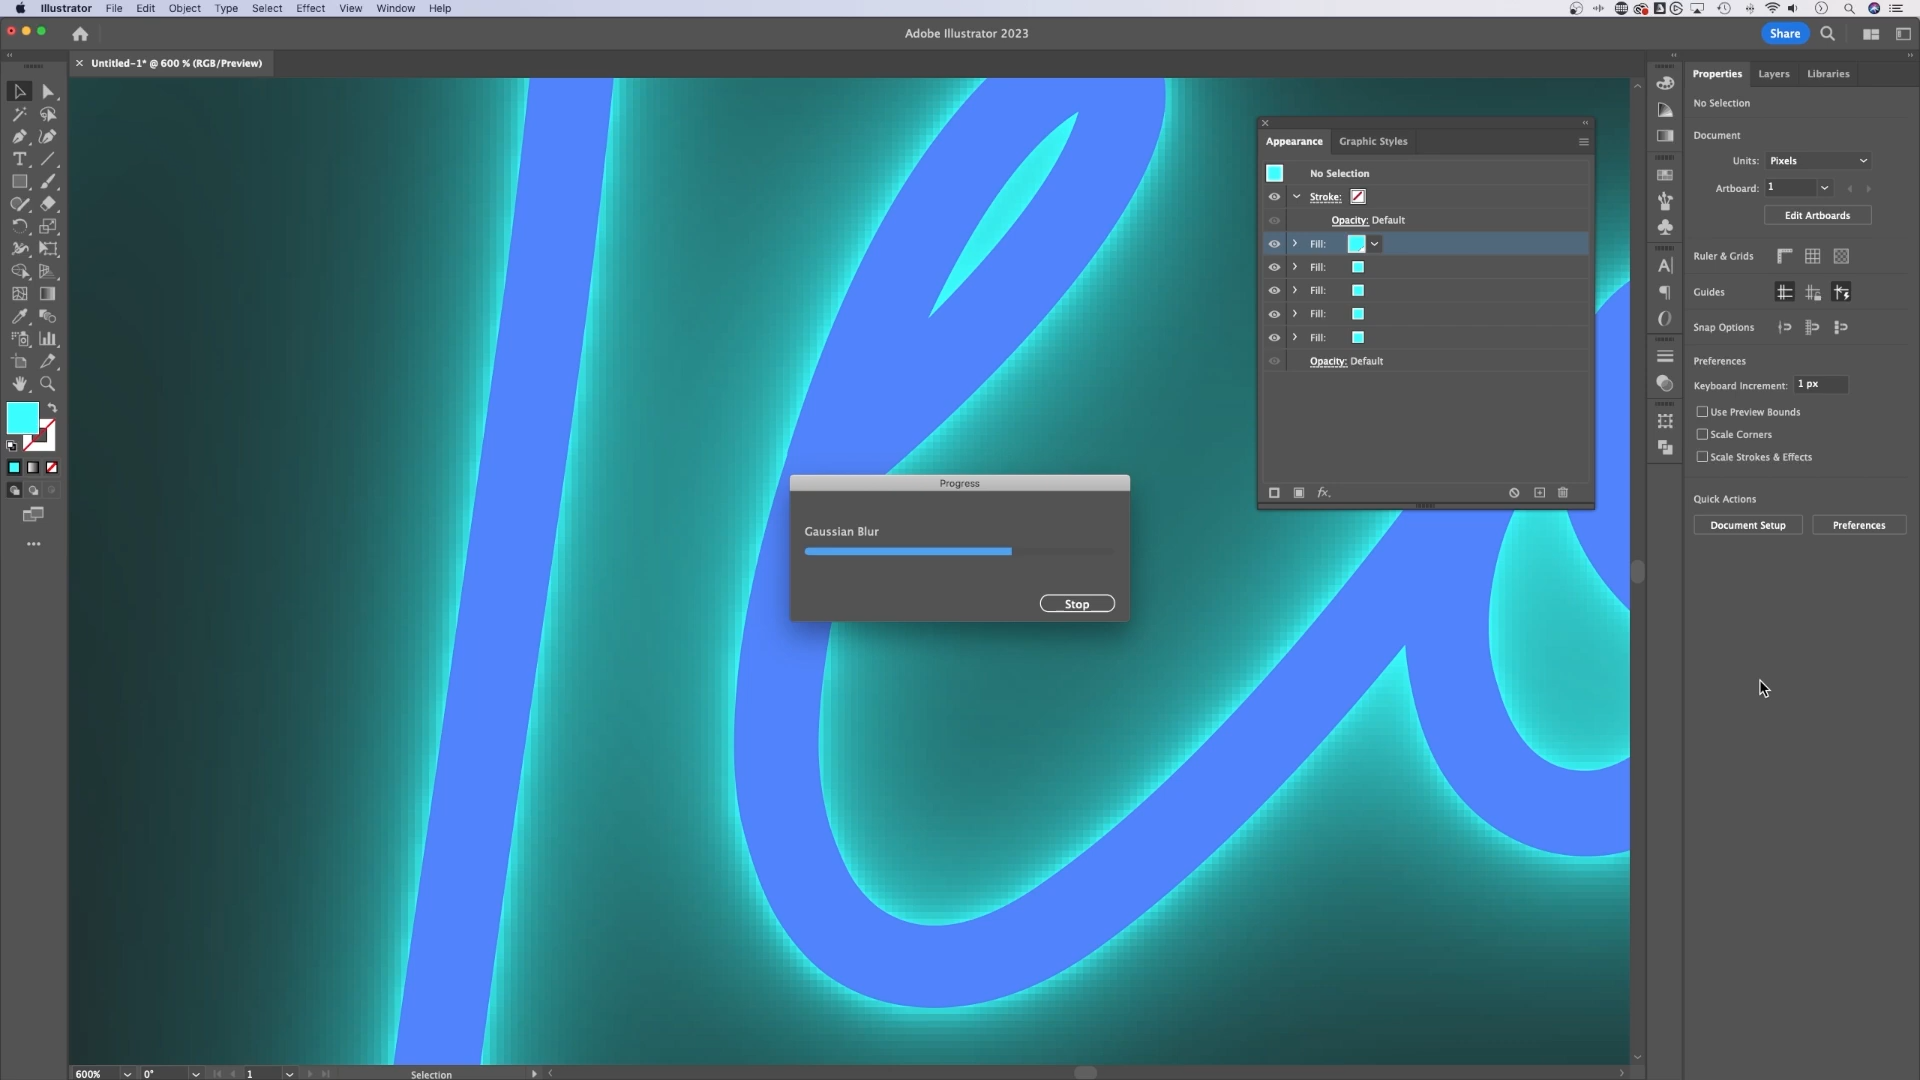 Illustrator File Edit Object Type Select Effect View Window Help
Adobe Illustrator 2023
Share
Untitled-1* @ 600 % (RGB/Preview)
Properties Layers Libraries
No Selection
Document
Units: Pixels
Artboard: 1
Edit Artboards
Ruler & Grids
Guides
Snap Options
Preferences
Keyboard Increment: 1 px
Use Preview Bounds
Scale Corners
Scale Strokes & Effects
Quick Actions
Document Setup Preferences
Appearance Graphic Styles
No Selection
Stroke:
Opacity: Default
Fill:
Fill:
Fill:
Fill:
Fill:
Opacity: Default
fx.
Progress
Gaussian Blur
Stop
600% 0° 1 Selection